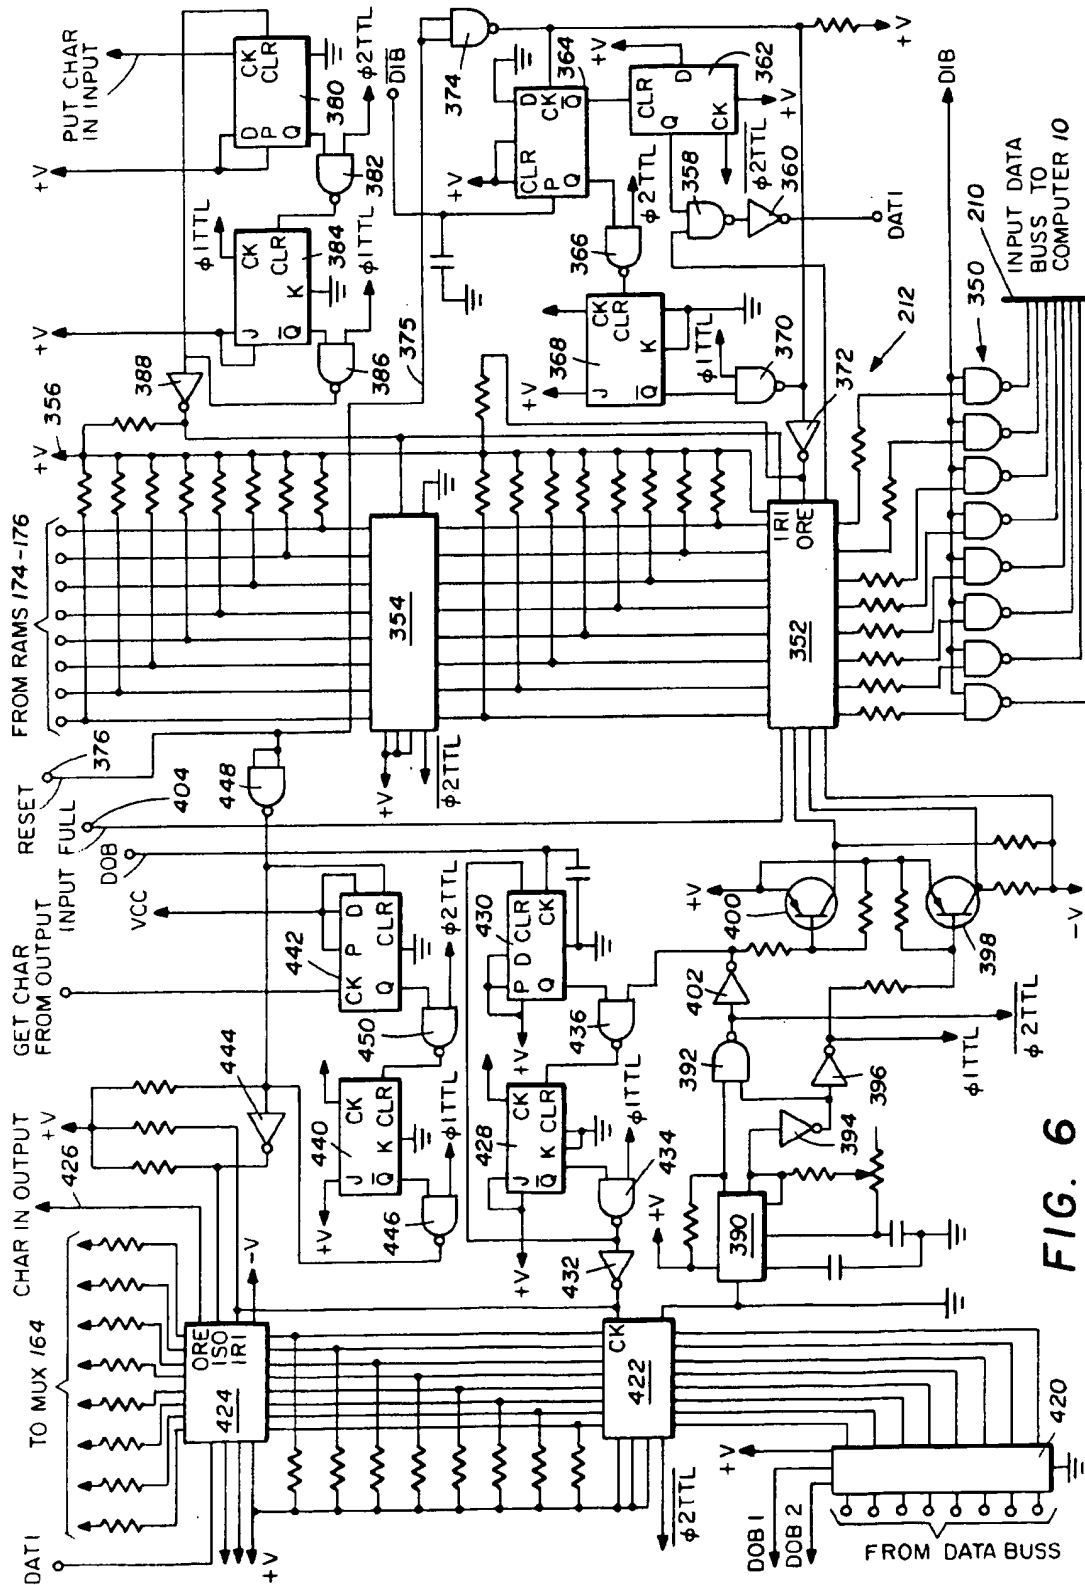 PUT CHAR
IN INPUT
+V
CK
CLR
D
P
Q
380
382
ϕ2TTL
DIB
ϕ1TTL
+V
CK
CLR
384
J
K
Q
386
ϕ1TTL
388
356
+V
375
374
+V
D
CLR
CK
Q
P
Q
364
+V
362
CLR
D
Q
CK
+V
ϕ2TTL
ϕ2TTL
358
360
DAT1
366
368
J
CK
CLR
K
Q
+V
ϕ1TTL
370
372
212
DIB
350
INPUT DATA
BUSS TO
COMPUTER 10
210
FROM RAMS 174-176
354
+V
ϕ2TTL
352
IRI
ORE
RESET
376
INPUT FULL
404
448
DOB
VCC
GET CHAR
FROM OUTPUT
442
CK
P
D
CLR
Q
ϕ2TTL
450
440
J
CK
CLR
K
Q
+V
ϕ1TTL
446
444
430
P
D
CLR
Q
CK
+V
436
428
J
CK
CLR
K
Q
+V
ϕ1TTL
434
432
+V
400
398
-V
402
392
394
396
ϕ2TTL
ϕ1TTL
390
+V
CHAR IN OUTPUT
426
+V
TO MUX 164
DAT1
424
ORE
ISO
IRI
-V
+V
CK
422
ϕ2TTL
420
+V
DOB 1
DOB 2
FROM DATA BUSS
FIG. 6